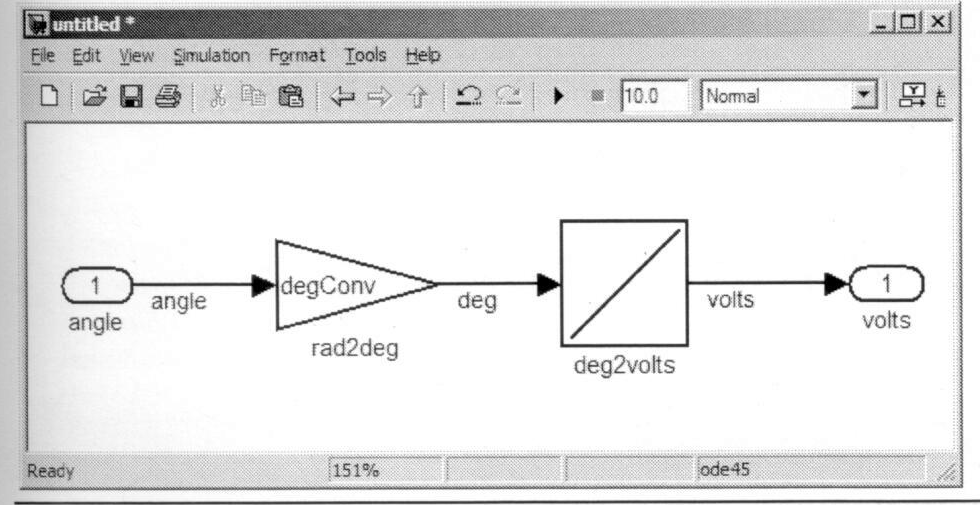 untitled *
File Edit View Simulation Format Tools Help
10.0 Normal
1 angle degConv deg volts 1
angle rad2deg deg2volts volts
Ready 151% ode45